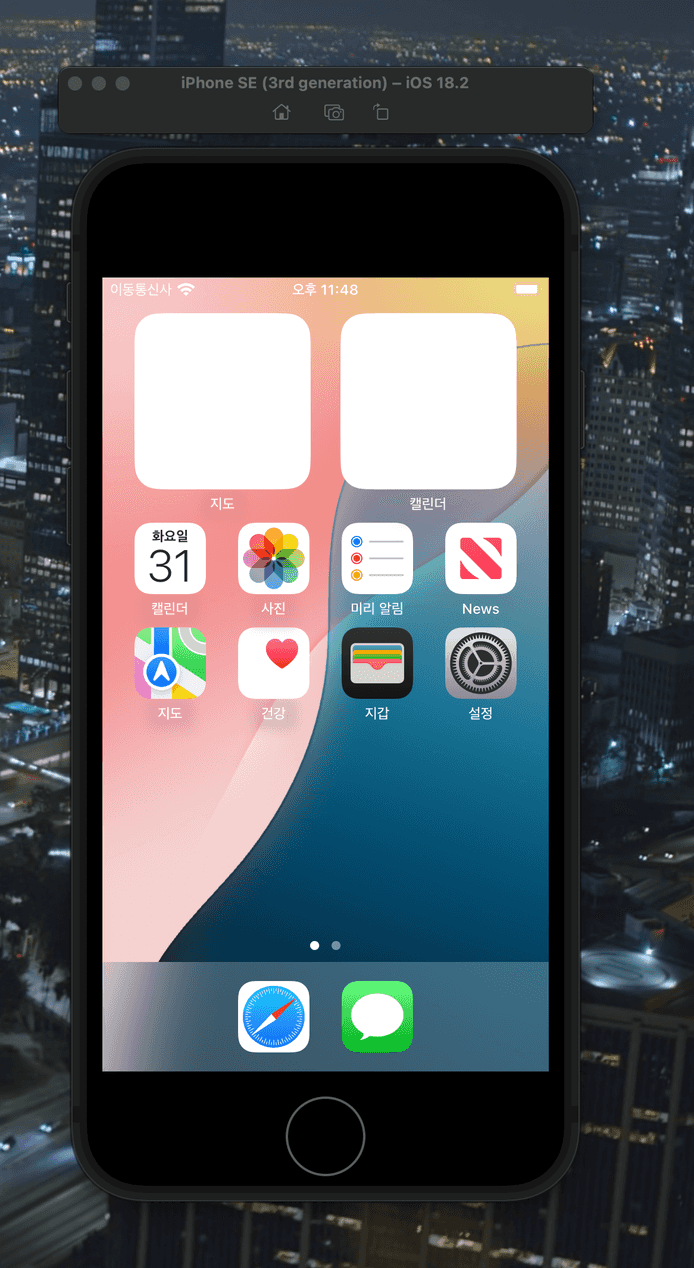 iPhone SE (3rd generation) – iOS 18.2
이동통신사 오후 11:48
지도 캘린더
화요일
31
캘린더 사진 미리 알림 News
지도 건강 지갑 설정